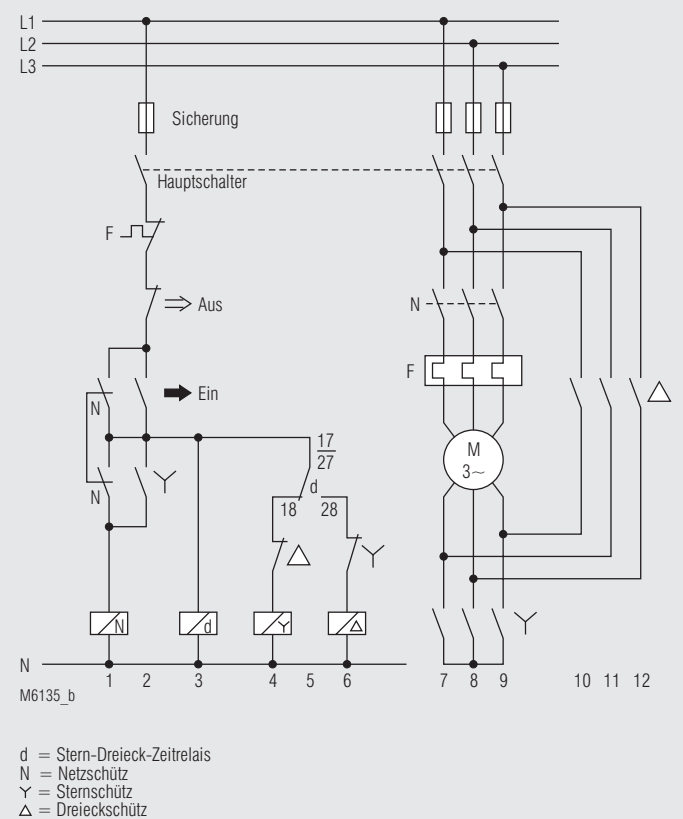 L1
L2
L3
Sicherung
Hauptschalter
F
Aus
N
Ein
F
N
M
3~
17
27
N
d
18 28
N d
N
1 2 3 4 5 6 7 8 9 10 11 12
M6135_b
d = Stern-Dreieck-Zeitrelais
N = Netzschütz
Y = Sternschütz
△ = Dreieckschütz